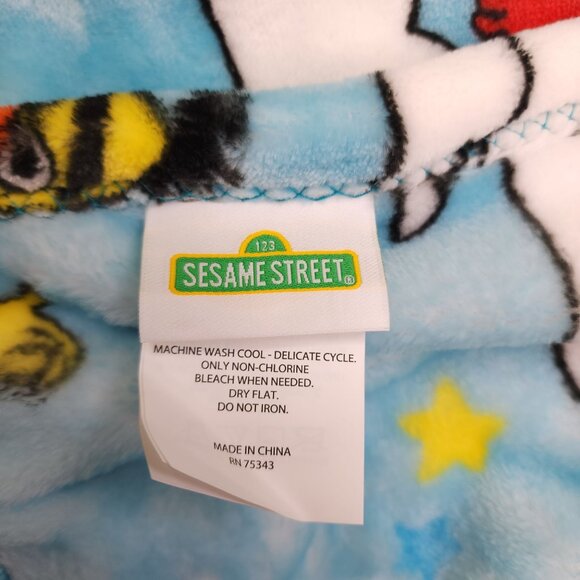 123
SESAME STREET®
MACHINE WASH COOL - DELICATE CYCLE.
ONLY NON-CHLORINE
BLEACH WHEN NEEDED.
DRY FLAT.
DO NOT IRON.
MADE IN CHINA
RN 75343